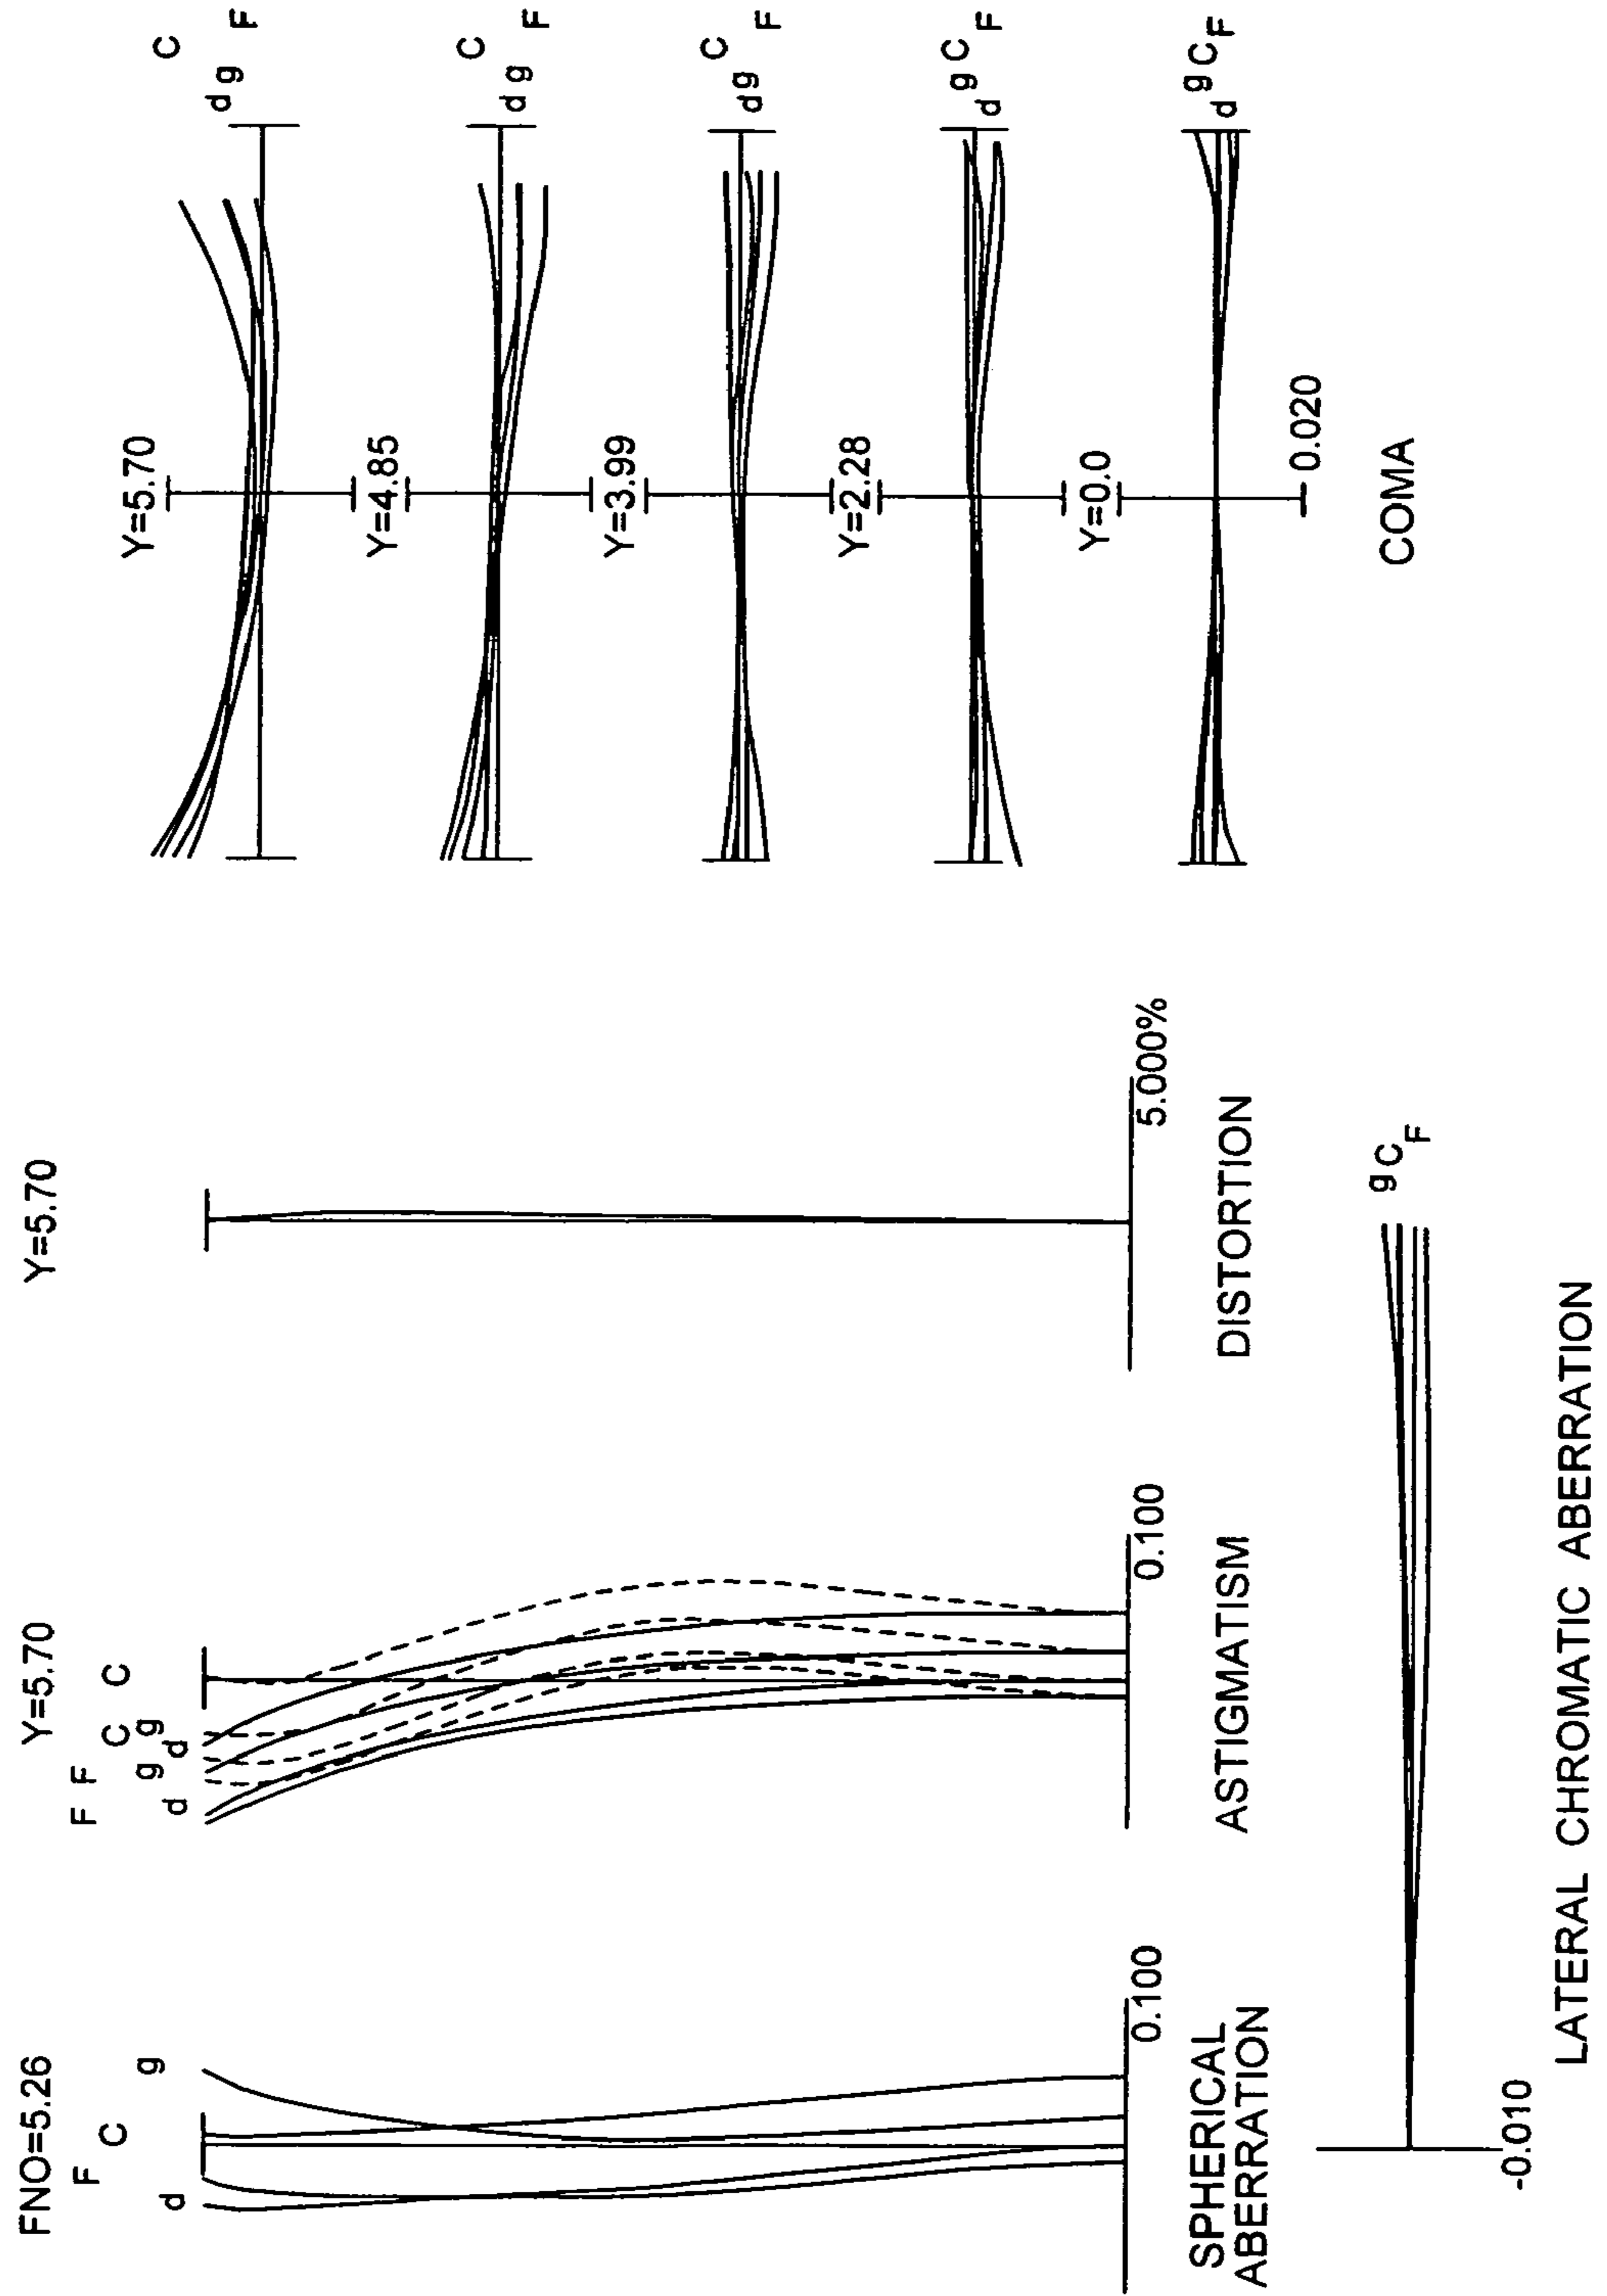 FNO=5.26
F C
d g
0.100
SPHERICAL
ABERRATION
Y=5.70
F F C C
d g d g
0.100
ASTIGMATISM
Y=5.70
5.000%
DISTORTION
Y=5.70
C
d g F
Y=4.85
C
d g F
Y=3.99
C
d g F
Y=2.28
g C
d F
Y=0.0
g C F
d
0.020
COMA
g C F
-0.010
LATERAL CHROMATIC ABERRATION